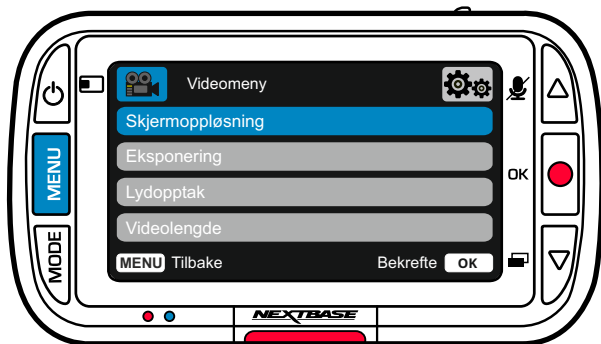 Videomeny
Skjermoppløsning
Eksponering
Lydopptak
Videolengde
MENU Tilbake
Bekrefte OK
MENU
MODE
OK
NEXTBASE